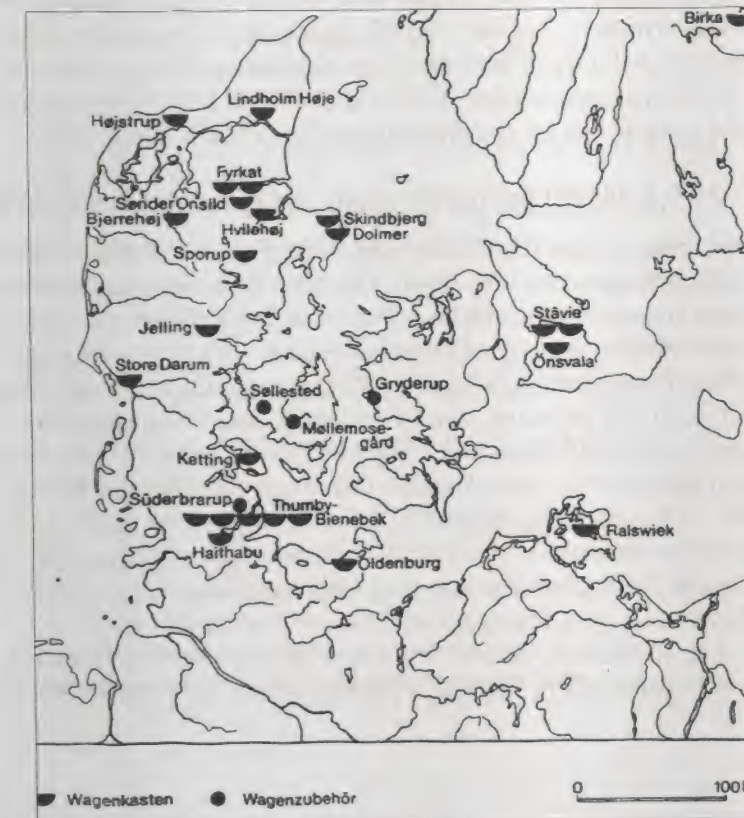 Birka
Lindholm Høje
Højstrup
Fyrkat
Sønder Onsild
Bjerrehøj
Hvilehøj
Skindbjerg
Dolmer
Sporup
Jelling
Stävie
Önsvala
Store Darum
Søllested
Gryderup
Møllemose-
gård
Ketting
Süderbrarup
Thumby-
Bienebek
Haithabu
Oldenburg
Ralswiek
Wagenkasten
Wagenzubehör
0 100